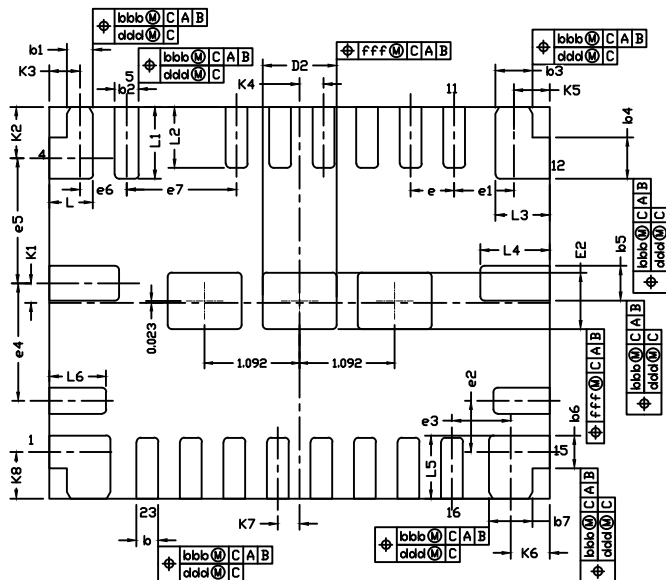 b1
bbb Ⓜ C A B
ddd Ⓜ C
K3
5
b2
bbb Ⓜ C A B
ddd Ⓜ C
D2
fff Ⓜ C A B
K4
11
bbb Ⓜ C A B
ddd Ⓜ C
b3
K5
b4
K2
4
L1
L2
12
e6
e7
e
e1
L
L3
bbb Ⓜ C A B
ddd Ⓜ C
e5
K1
L4
E2
b5
bbb Ⓜ C A B
ddd Ⓜ C
0.023
1.092
1.092
fff Ⓜ C A B
e4
L6
e2
e3
b6
1
15
K8
L5
bbb Ⓜ C A B
ddd Ⓜ C
23
b
K7
16
b7
K6
bbb Ⓜ C A B
ddd Ⓜ C
bbb Ⓜ C A B
ddd Ⓜ C